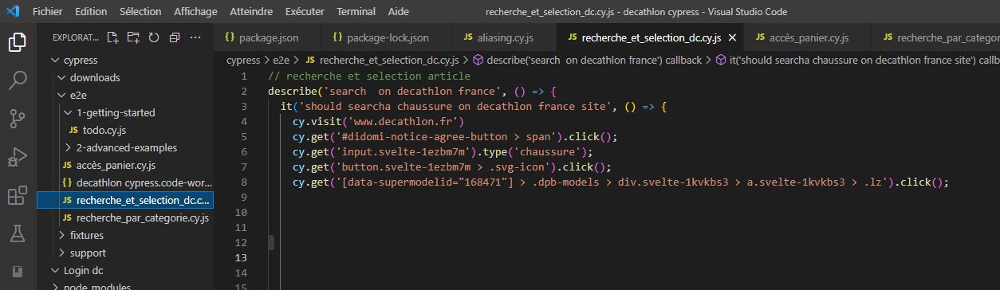 Fichier Edition Sélection Affichage Atteindre Exécuter Terminal Aide recherche_et_selection_dc.cy.js - decathlon cypress - Visual Studio Code
EXPLORAT...
package.json package-lock.json aliasing.cy.js recherche_et_selection_dc.cy.js accès_panier.cy.js recherche_par_categor
cypress > e2e > JS recherche_et_selection_dc.cy.js > describe('search on decathlon france') callback > it('should searcha chaussure on decathlon france site') callb
cypress
downloads
e2e
1-getting-started
JS todo.cy.js
2-advanced-examples
JS accès_panier.cy.js
{} decathlon cypress.code-wor...
JS recherche_et_selection_dc.c...
JS recherche_par_categorie.cy.js
fixtures
support
Login dc
node_modules
1 // recherche et selection article
2 describe('search  on decathlon france', () => {
3 it('should searcha chaussure on decathlon france site', () => {
4 cy.visit('www.decathlon.fr')
5 cy.get('#didomi-notice-agree-button > span').click();
6 cy.get('input.svelte-1ezbm7m').type('chaussure');
7 cy.get('button.svelte-1ezbm7m > .svg-icon').click();
8 cy.get('[data-supermodelid="168471"] > .dpb-models > div.svelte-1kvkbs3 > a.svelte-1kvkbs3 > .lz').click();
9
10
11
12
13
14
15